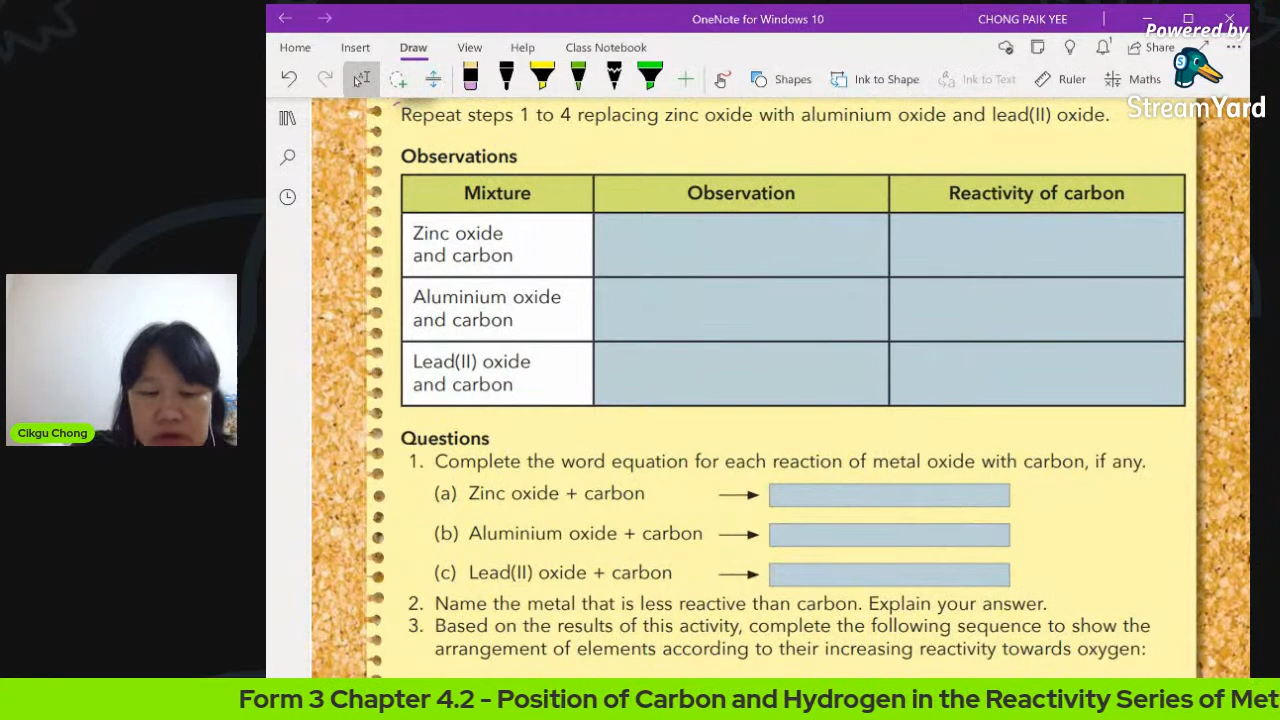 OneNote for Windows 10
CHONG PAIK YEE
Powered by
StreamYard
Home Insert Draw View Help Class Notebook Share
Shapes Ink to Shape Ink to Text Ruler Maths
Repeat steps 1 to 4 replacing zinc oxide with aluminium oxide and lead(II) oxide.
Observations
Mixture Observation Reactivity of carbon
Zinc oxide
and carbon
Aluminium oxide
and carbon
Lead(II) oxide
and carbon
Questions
1. Complete the word equation for each reaction of metal oxide with carbon, if any.
(a) Zinc oxide + carbon
(b) Aluminium oxide + carbon
(c) Lead(II) oxide + carbon
2. Name the metal that is less reactive than carbon. Explain your answer.
3. Based on the results of this activity, complete the following sequence to show the
arrangement of elements according to their increasing reactivity towards oxygen:
Cikgu Chong
Form 3 Chapter 4.2 - Position of Carbon and Hydrogen in the Reactivity Series of Met